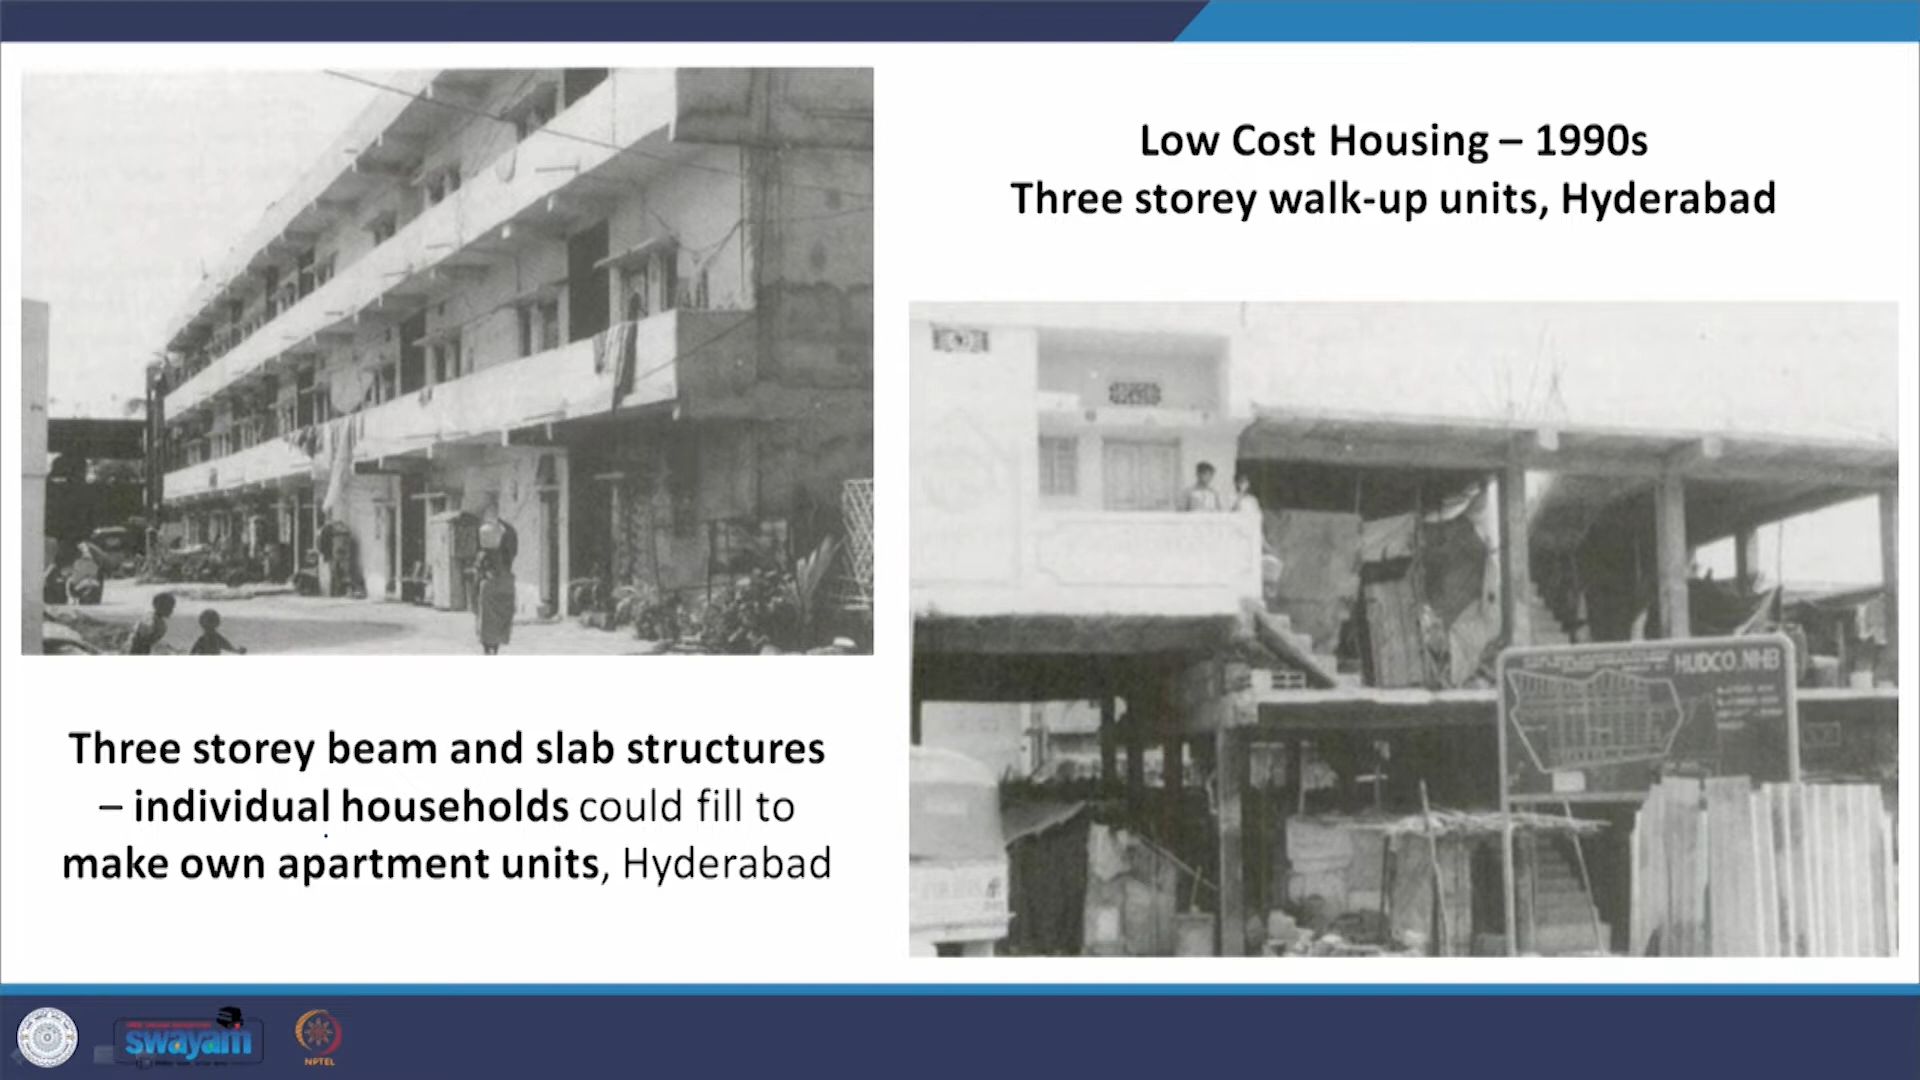 Low Cost Housing – 1990s
Three storey walk-up units, Hyderabad
HUDCO NHB
Three storey beam and slab structures
– individual households could fill to
make own apartment units, Hyderabad
swayam
NPTEL